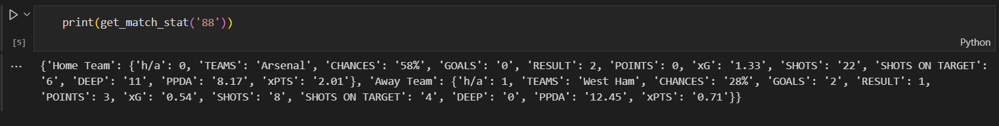 print(get_match_stat('88'))
[5]
Python
{'Home Team': {'h/a': 0, 'TEAMS': 'Arsenal', 'CHANCES': '58%', 'GOALS': '0', 'RESULT': 2, 'POINTS': 0, 'xG': '1.33', 'SHOTS': '22', 'SHOTS ON TARGET':
'6', 'DEEP': '11', 'PPDA': '8.17', 'xPTS': '2.01'}, 'Away Team': {'h/a': 1, 'TEAMS': 'West Ham', 'CHANCES': '28%', 'GOALS': '2', 'RESULT': 1,
'POINTS': 3, 'xG': '0.54', 'SHOTS': '8', 'SHOTS ON TARGET': '4', 'DEEP': '0', 'PPDA': '12.45', 'xPTS': '0.71'}}